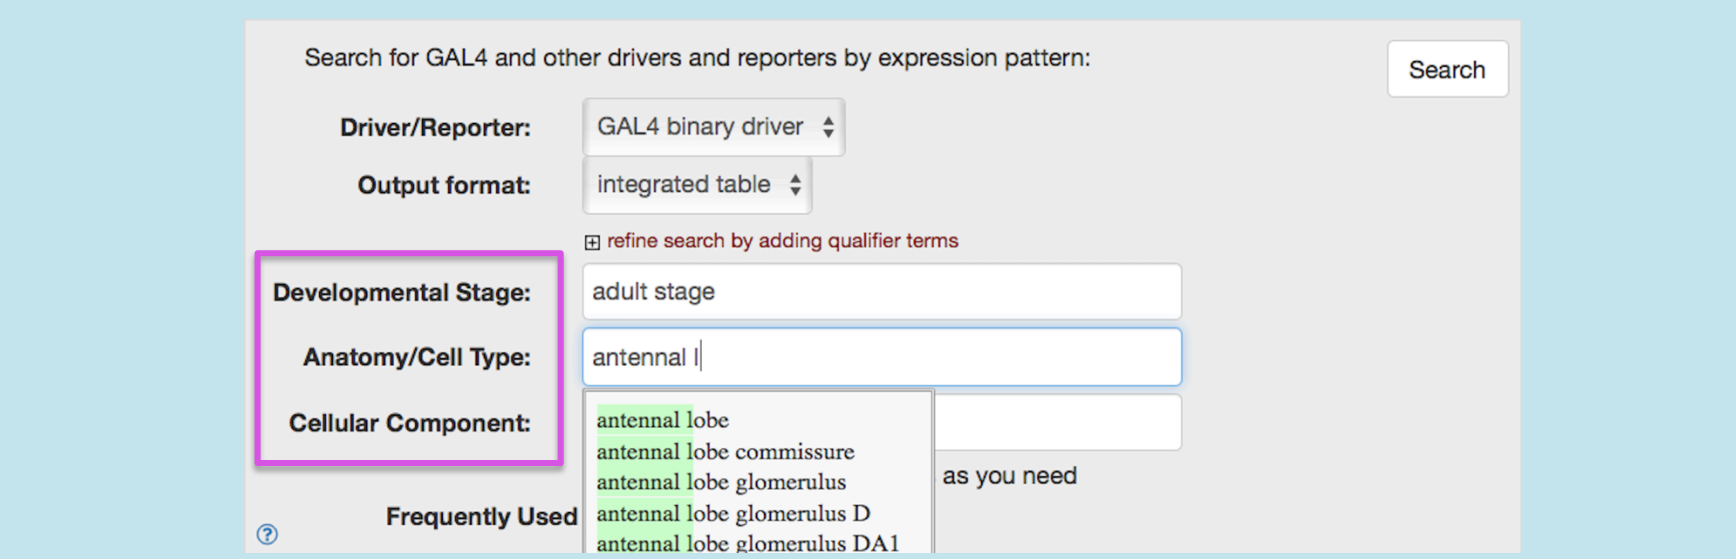 Search for GAL4 and other drivers and reporters by expression pattern:
Search
Driver/Reporter: GAL4 binary driver
Output format: integrated table
refine search by adding qualifier terms
Developmental Stage: adult stage
Anatomy/Cell Type: antennal l
Cellular Component:
antennal lobe
antennal lobe commissure
antennal lobe glomerulus
as you need
antennal lobe glomerulus D
Frequently Used
antennal lobe glomerulus DA1
?